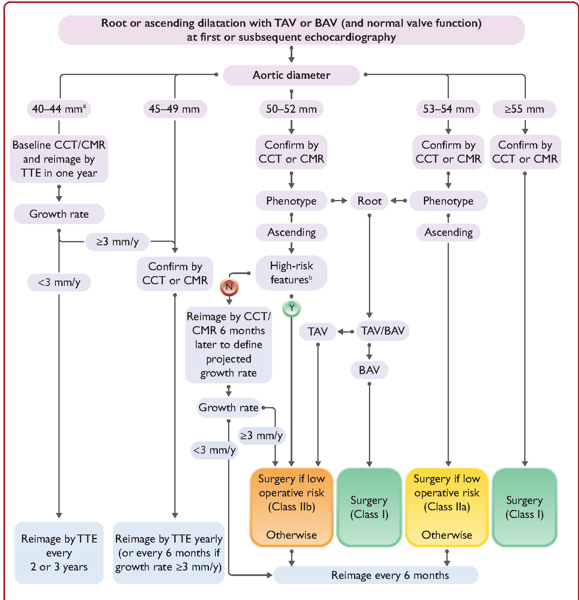 Root or ascending dilatation with TAV or BAV (and normal valve function)
at first or susbsequent echocardiography
Aortic diameter
40–44 mmᵃ
45–49 mm
50–52 mm
53–54 mm
≥55 mm
Baseline CCT/CMR
and reimage by
TTE in one year
Confirm by
CCT or CMR
Confirm by
CCT or CMR
Confirm by
CCT or CMR
Growth rate
Phenotype
Root
Phenotype
≥3 mm/y
Ascending
Ascending
<3 mm/y
Confirm by
CCT or CMR
High-risk
featuresᵇ
N
Y
Reimage by CCT/
CMR 6 months
later to define
projected
growth rate
TAV
TAV/BAV
BAV
Growth rate
≥3 mm/y
<3 mm/y
Surgery if low
operative risk
(Class IIb)
Otherwise
Surgery
(Class I)
Surgery if low
operative risk
(Class IIa)
Otherwise
Surgery
(Class I)
Reimage by TTE
every
2 or 3 years
Reimage by TTE yearly
(or every 6 months if
growth rate ≥3 mm/y)
Reimage every 6 months